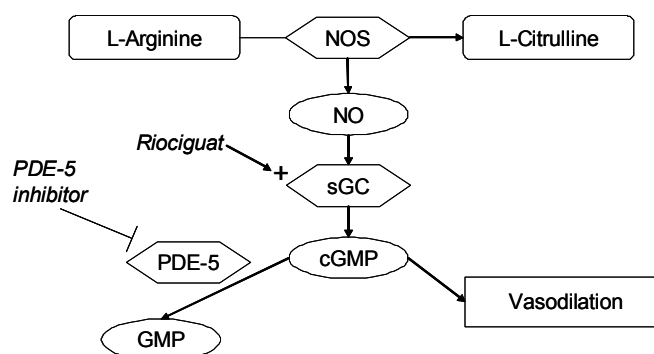 L-Arginine
NOS
L-Citrulline
NO
Riociguat
+
PDE-5
inhibitor
sGC
PDE-5
cGMP
Vasodilation
GMP